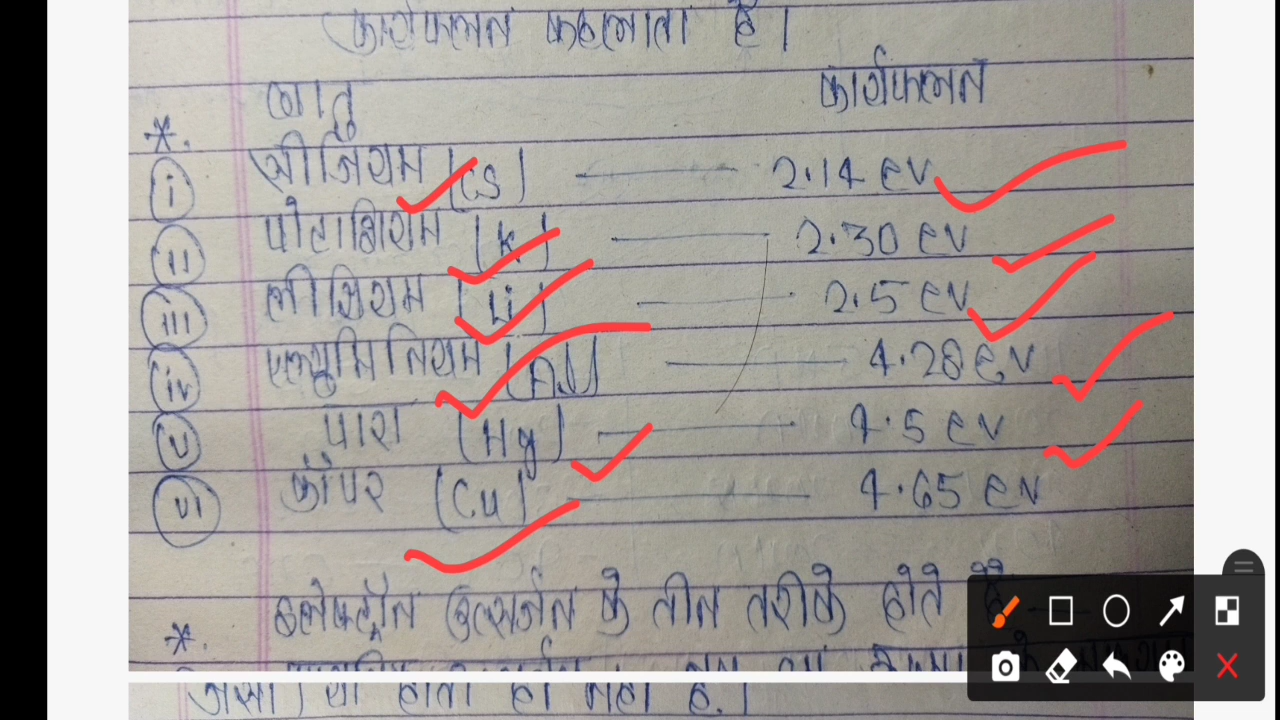 कार्यफलन कहलाता है।
धातु कार्यफलन
*.
(i) सीजियम (Cs) — 2.14 ev
(ii) पोटाशियम (K) — 2.30 ev
(iii) लीथियम (Li) — 2.5 ev
(iv) एल्युमिनियम (Al) — 4.28 ev
(v) पारा (Hg) — 4.5 ev
(vi) कॉपर (Cu) — 4.65 ev
*. इलेक्ट्रॉन उत्सर्जन के तीन तरीके होते हैं —